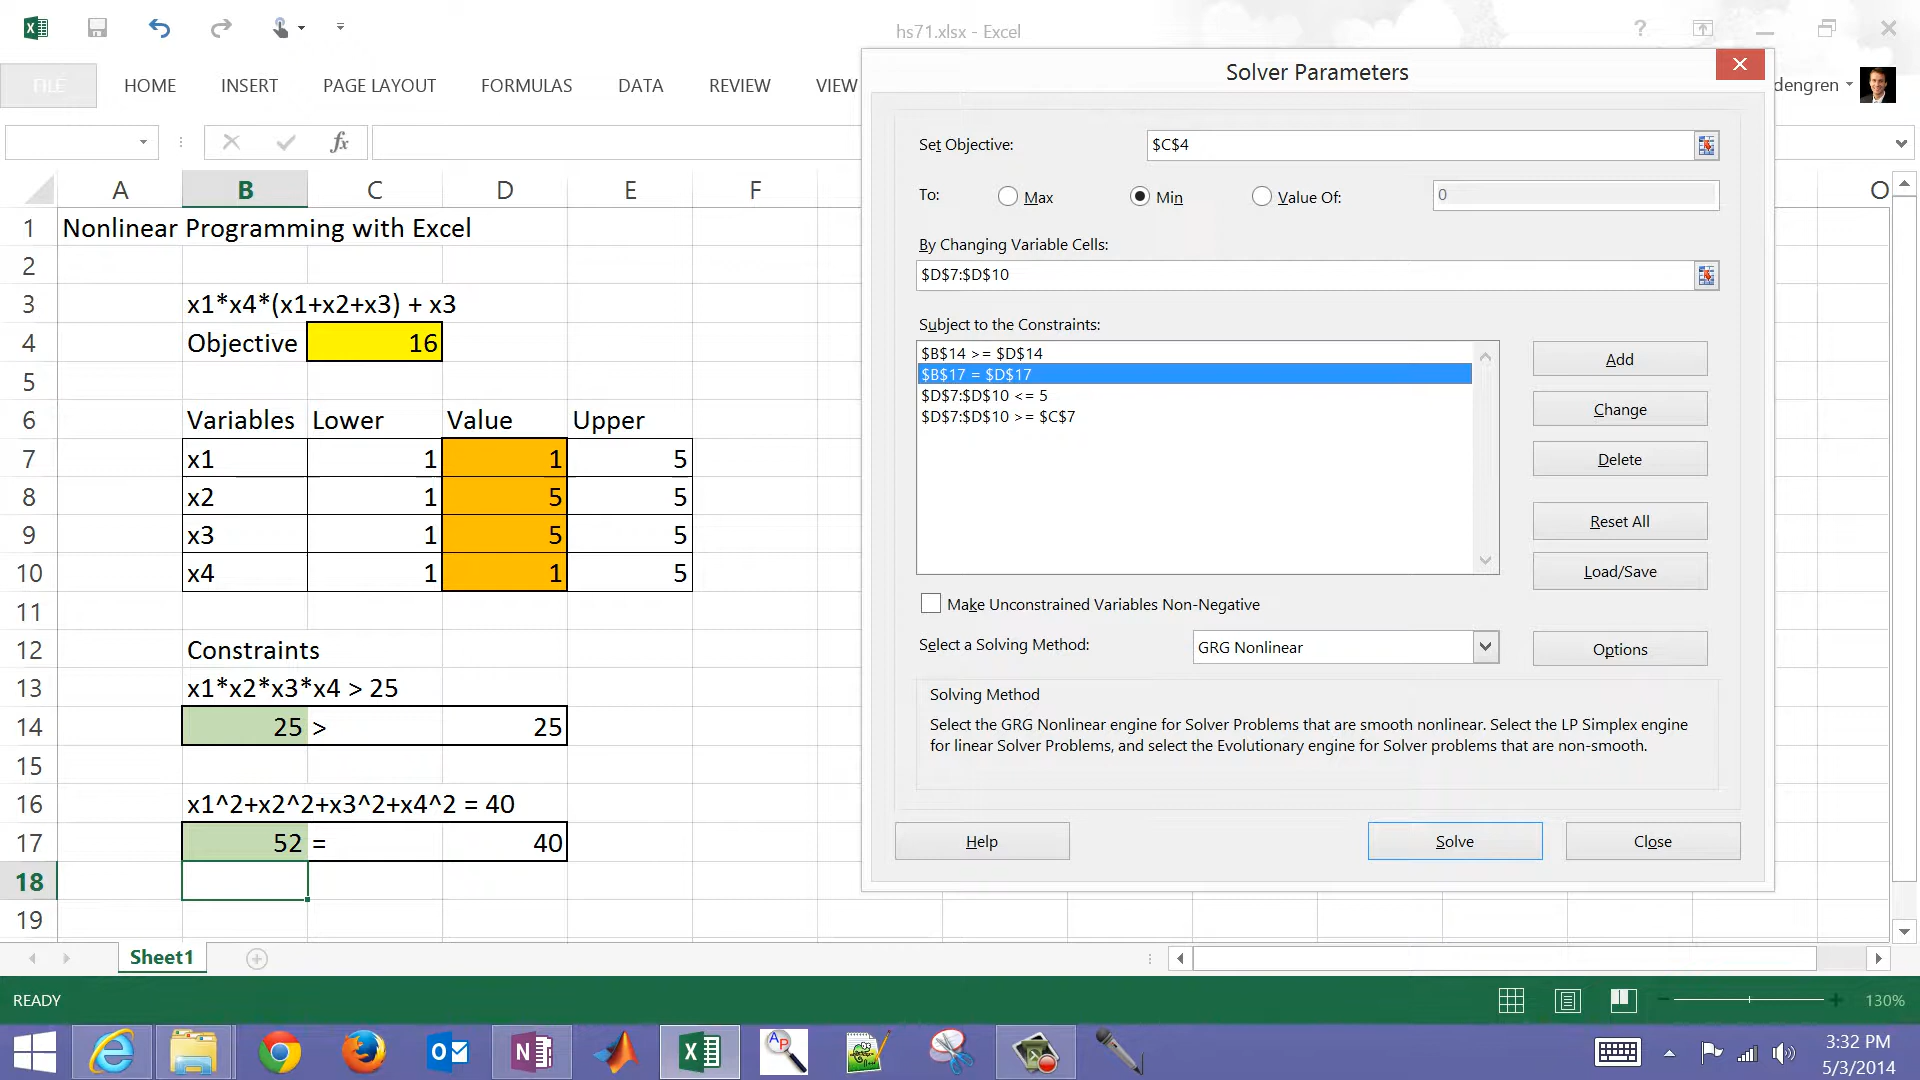 hs71.xlsx - Excel
?
FILE HOME INSERT PAGE LAYOUT FORMULAS DATA REVIEW VIEW
dengren
fx
A B C D E F O
1 Nonlinear Programming with Excel
2
3 x1*x4*(x1+x2+x3) + x3
4 Objective 16
5
6 Variables Lower Value Upper
7 x1 1 1 5
8 x2 1 5 5
9 x3 1 5 5
10 x4 1 1 5
11
12 Constraints
13 x1*x2*x3*x4 > 25
14 25 > 25
15
16 x1^2+x2^2+x3^2+x4^2 = 40
17 52 = 40
18
19
Solver Parameters
Set Objective: $C$4
To: Max Min Value Of: 0
By Changing Variable Cells:
$D$7:$D$10
Subject to the Constraints:
$B$14 >= $D$14
$B$17 = $D$17
$D$7:$D$10 <= 5
$D$7:$D$10 >= $C$7
Add
Change
Delete
Reset All
Load/Save
Make Unconstrained Variables Non-Negative
Select a Solving Method: GRG Nonlinear
Options
Solving Method
Select the GRG Nonlinear engine for Solver Problems that are smooth nonlinear. Select the LP Simplex engine
for linear Solver Problems, and select the Evolutionary engine for Solver problems that are non-smooth.
Help Solve Close
Sheet1
READY
130%
3:32 PM
5/3/2014